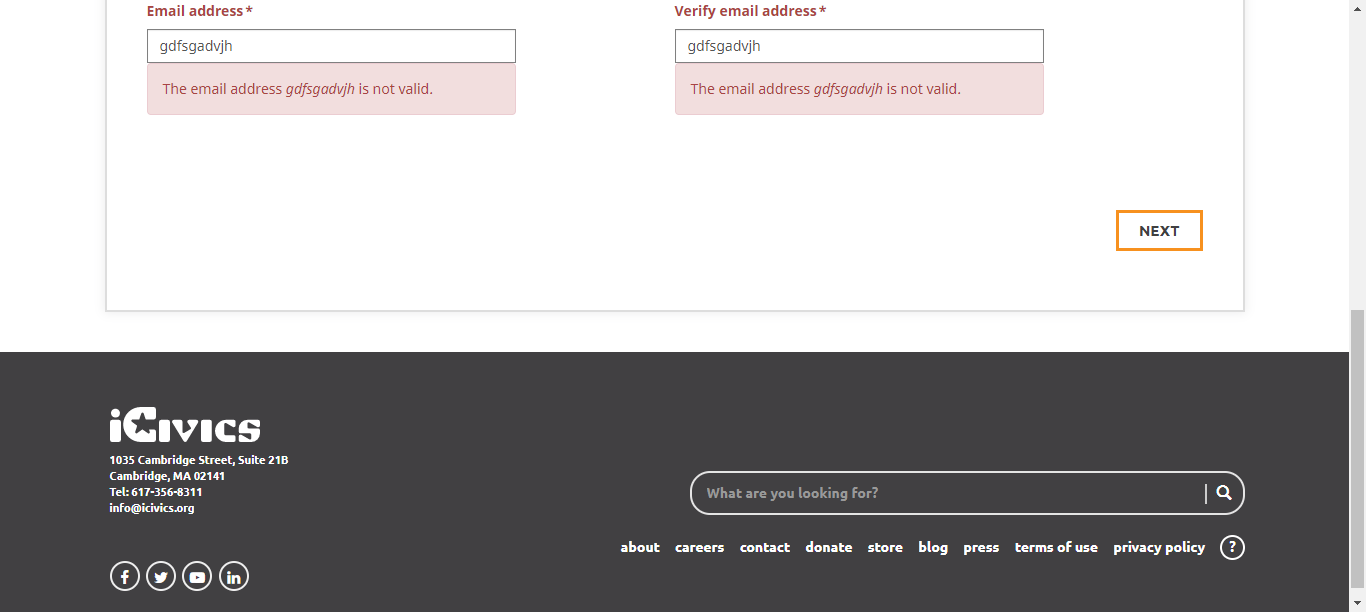 Email address*
Verify email address*
gdfsgadvjh
gdfsgadvjh
The email address gdfsgadvjh is not valid.
The email address gdfsgadvjh is not valid.
NEXT
iCivics
1035 Cambridge Street, Suite 21B
Cambridge, MA 02141
Tel: 617-356-8311
info@icivics.org
What are you looking for?
about careers contact donate store blog press terms of use privacy policy ?